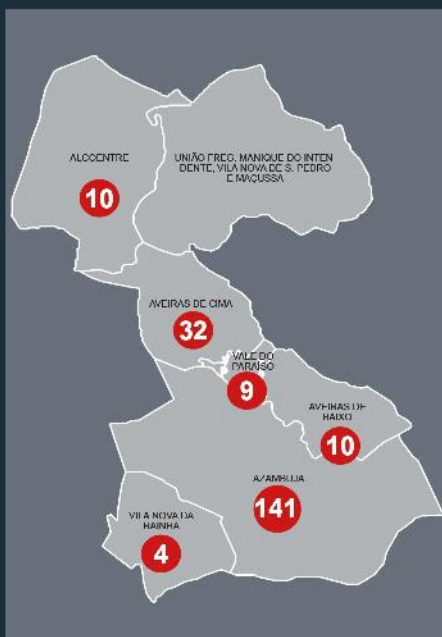 ALCOENTRE
10
UNIÃO FREG. MANIQUE DO INTEN
DENTE, VILA NOVA DE S. PEDRO
E MAÇUSSA
AVEIRAS DE CIMA
32
VALE DO
PARAÍSO
9
AVEIRAS DE
BAIXO
10
AZAMBUJA
141
VILA NOVA DA
RAINHA
4